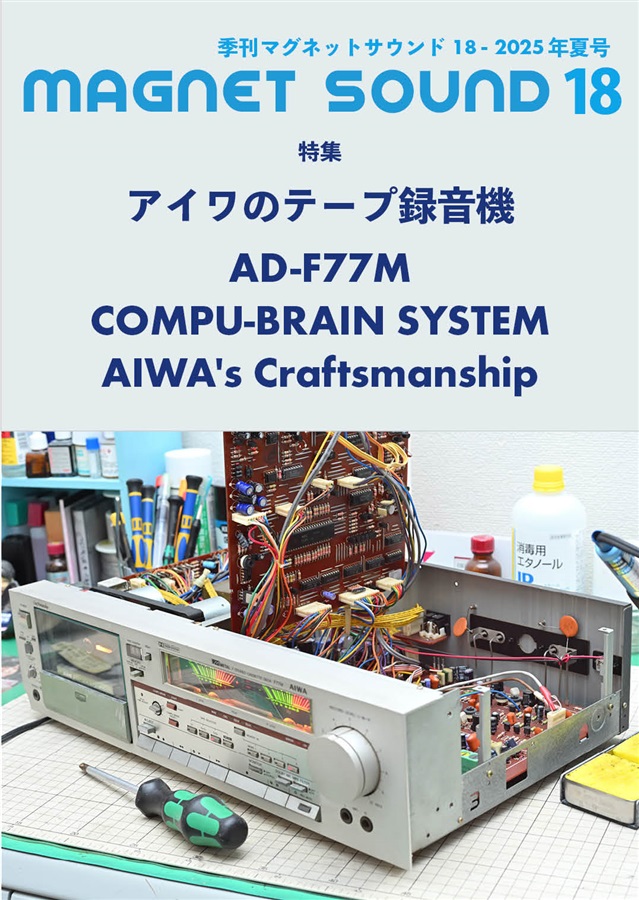 季刊マグネットサウンド 18 - 2025 年夏号
MAGNET SOUND 18
特集
アイワのテープ録音機
AD-F77M
COMPU-BRAIN SYSTEM
AIWA's Craftsmanship
消毒用
エタノール
AIWA